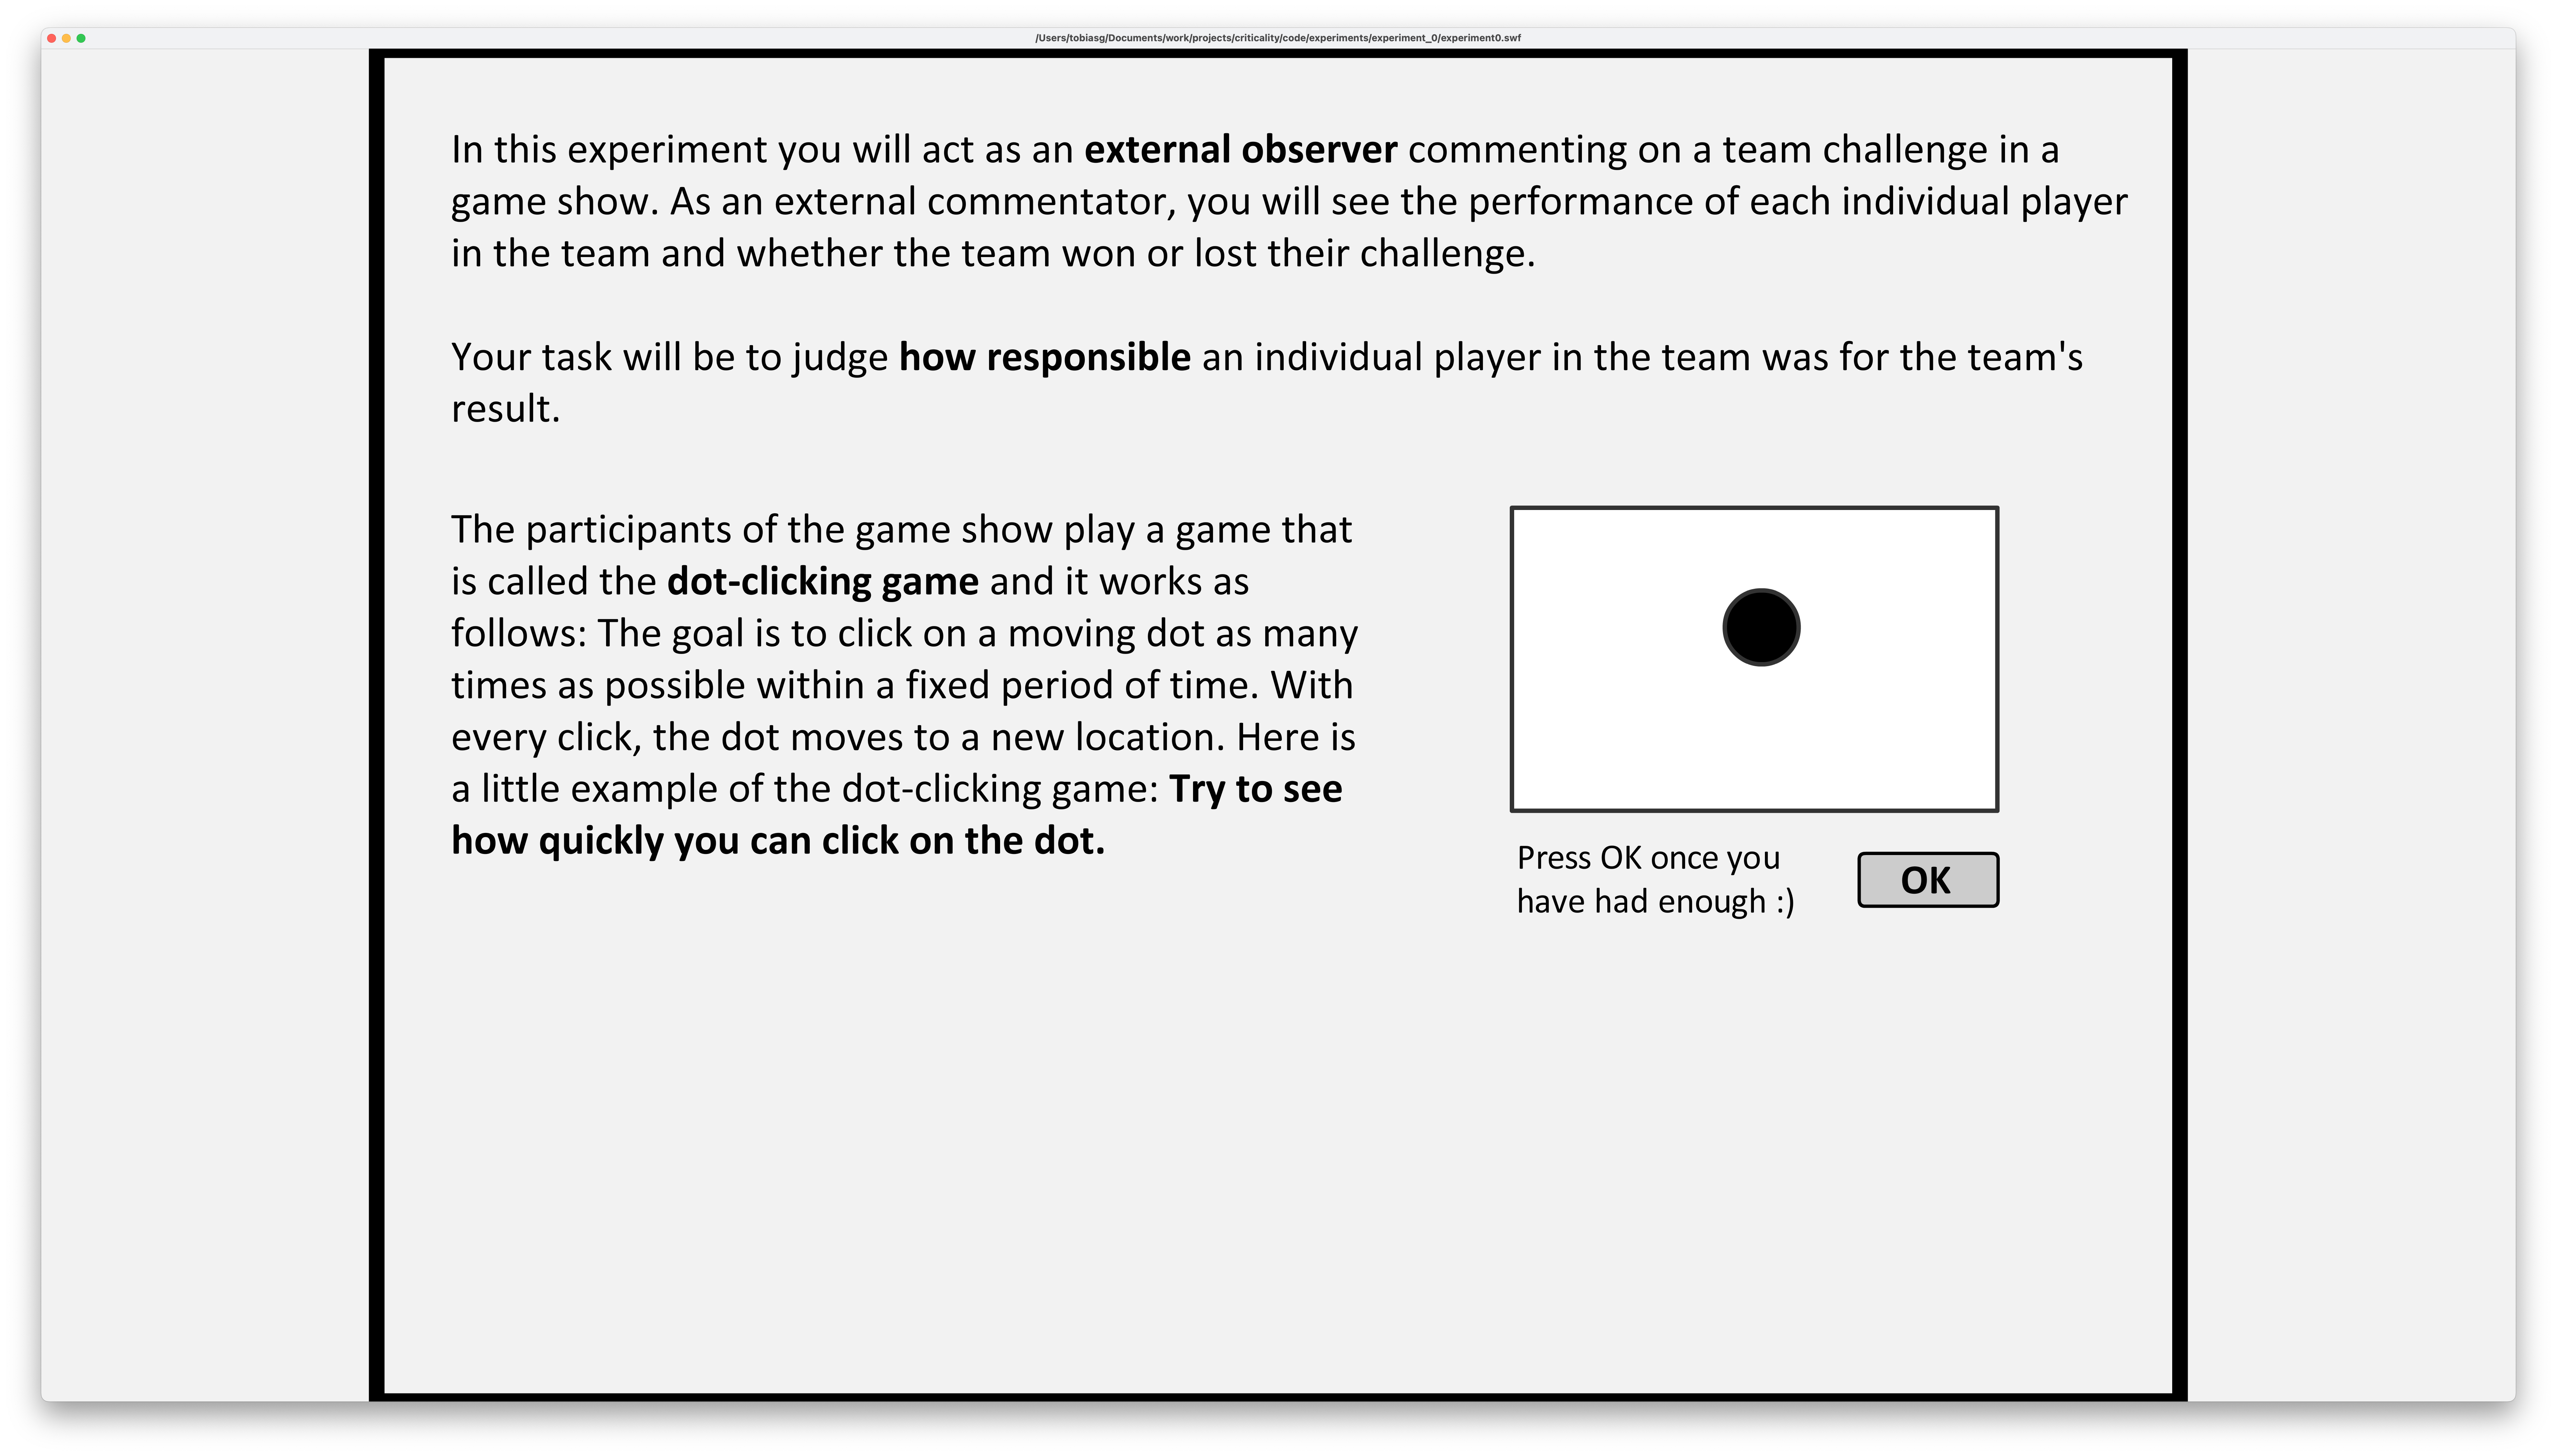 /Users/tobiasg/Documents/work/projects/criticality/code/experiments/experiment_0/experiment0.swf
In this experiment you will act as an external observer commenting on a team challenge in a
game show. As an external commentator, you will see the performance of each individual player
in the team and whether the team won or lost their challenge.
Your task will be to judge how responsible an individual player in the team was for the team's
result.
The participants of the game show play a game that
is called the dot-clicking game and it works as
follows: The goal is to click on a moving dot as many
times as possible within a fixed period of time. With
every click, the dot moves to a new location. Here is
a little example of the dot-clicking game: Try to see
how quickly you can click on the dot.
Press OK once you
have had enough :)
OK